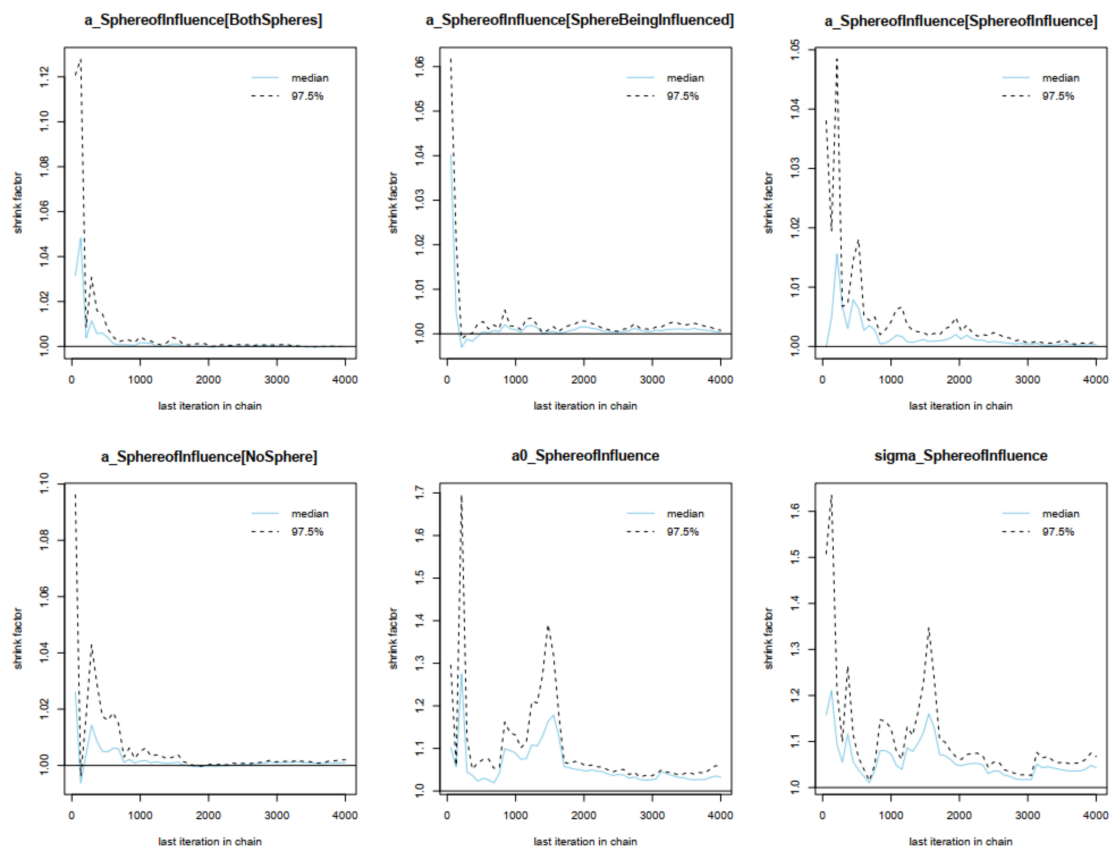 a_SphereofInfluence[BothSpheres]
shrink factor
1.00 1.02 1.04 1.06 1.08 1.10 1.12
median
97.5%
0 1000 2000 3000 4000
last iteration in chain
a_SphereofInfluence[SphereBeingInfluenced]
shrink factor
1.00 1.01 1.02 1.03 1.04 1.05 1.06
median
97.5%
0 1000 2000 3000 4000
last iteration in chain
a_SphereofInfluence[SphereofInfluence]
shrink factor
1.00 1.01 1.02 1.03 1.04 1.05
median
97.5%
0 1000 2000 3000 4000
last iteration in chain
a_SphereofInfluence[NoSphere]
shrink factor
1.00 1.02 1.04 1.06 1.08 1.10
median
97.5%
0 1000 2000 3000 4000
last iteration in chain
a0_SphereofInfluence
shrink factor
1.0 1.1 1.2 1.3 1.4 1.5 1.6 1.7
median
97.5%
0 1000 2000 3000 4000
last iteration in chain
sigma_SphereofInfluence
shrink factor
1.0 1.1 1.2 1.3 1.4 1.5 1.6
median
97.5%
0 1000 2000 3000 4000
last iteration in chain